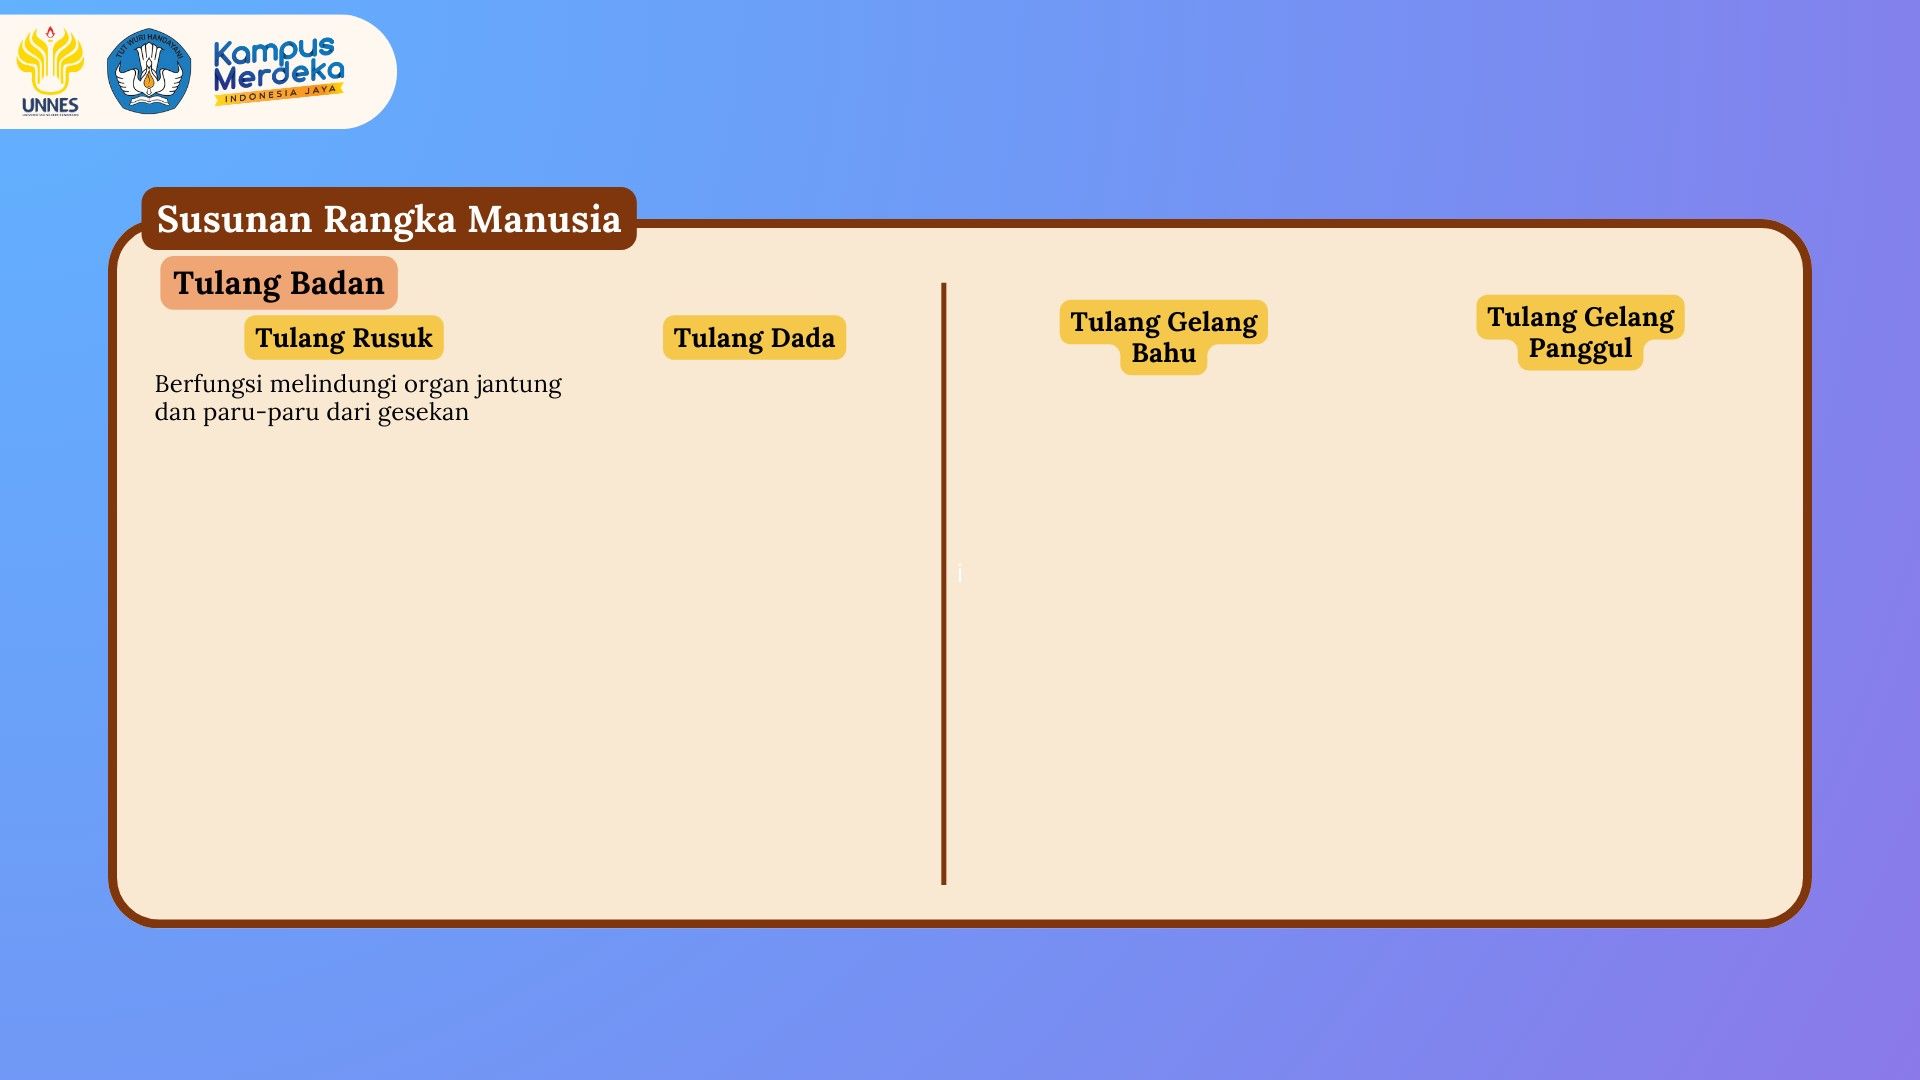 TUT WURI HANDAYANI
UNNES
Kampus
Merdeka
INDONESIA JAYA
Susunan Rangka Manusia
Tulang Badan
Tulang Rusuk
Berfungsi melindungi organ jantung
dan paru-paru dari gesekan
Tulang Dada
Tulang Gelang
Bahu
Tulang Gelang
Panggul
i